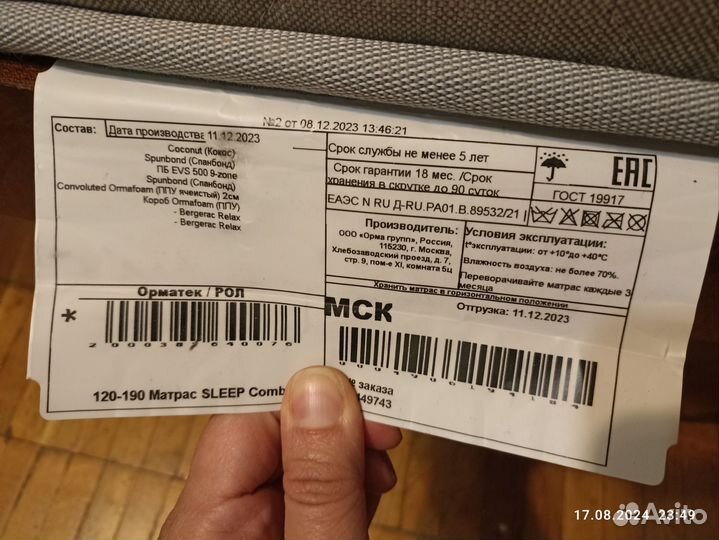 №2 от 08.12.2023 13:46:21
Состав:
Дата производства 11.12.2023
Coconut (Кокос)
Spunbond (Спанбонд)
ПБ EVS 500 9-zone
Spunbond (Спанбонд)
Convoluted Ormafoam (ППУ ячеистый) 2см
Короб Ormafoam (ППУ)
- Bergerac Relax
- Bergerac Relax
Срок службы не менее 5 лет
Срок гарантии 18 мес. /Срок
хранения в скрутке до 90 суток
ЕАЭС N RU Д-RU.РА01.В.89532/21
EAC
ГОСТ 19917
Производитель:
ООО «Орма групп», Россия,
115230, г. Москва,
Хлебозаводский проезд, д. 7,
стр. 9, пом-е XI, комната 5ц
Условия эксплуатации:
t°эксплуатации: от +10°до +40°С
Влажность воздуха: не более 70%.
Переворачивайте матрас каждые 3
месяца
Хранить матрас в горизонтальном положении
Орматек / РОЛ
*
2000387640076
120-190 Матрас SLEEP Comb
МСК
Отгрузка: 11.12.2023
заказа
449743
17.08.2024 23:49
Avito